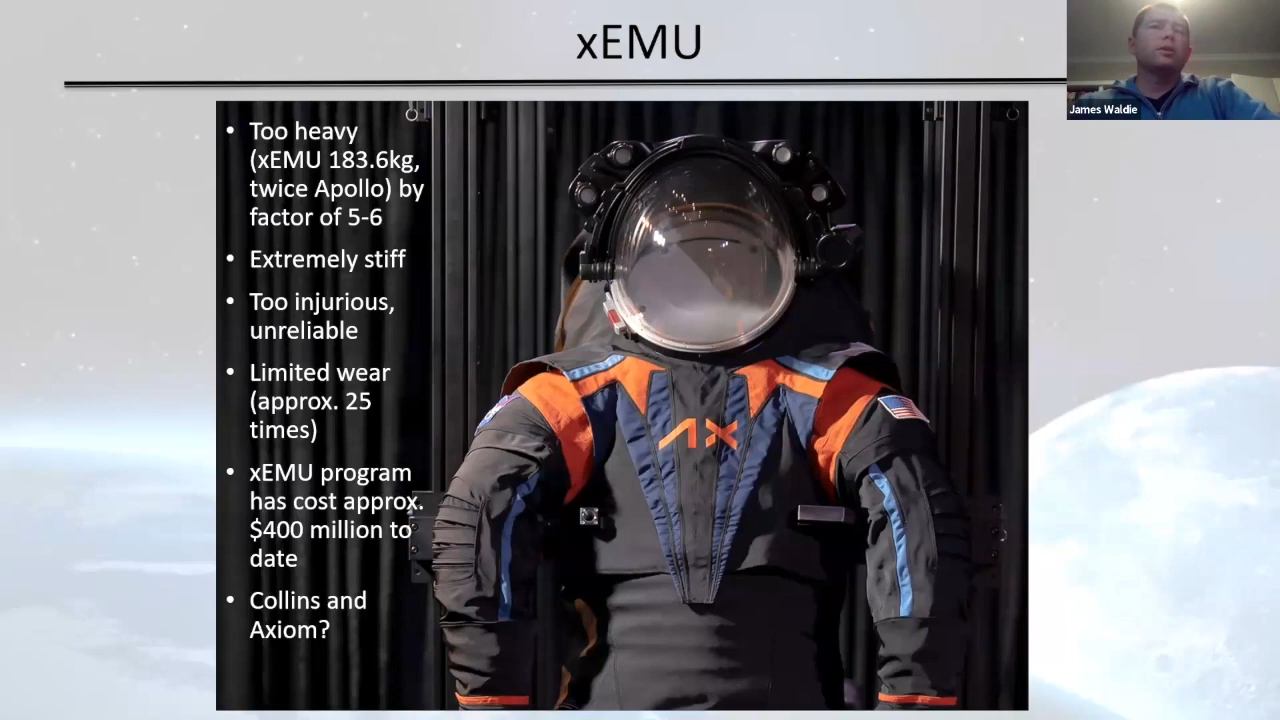 xEMU
James Waldie
• Too heavy
(xEMU 183.6kg,
twice Apollo) by
factor of 5-6
• Extremely stiff
• Too injurious,
unreliable
• Limited wear
(approx. 25
times)
• xEMU program
has cost approx.
$400 million to
date
• Collins and
Axiom?
AX